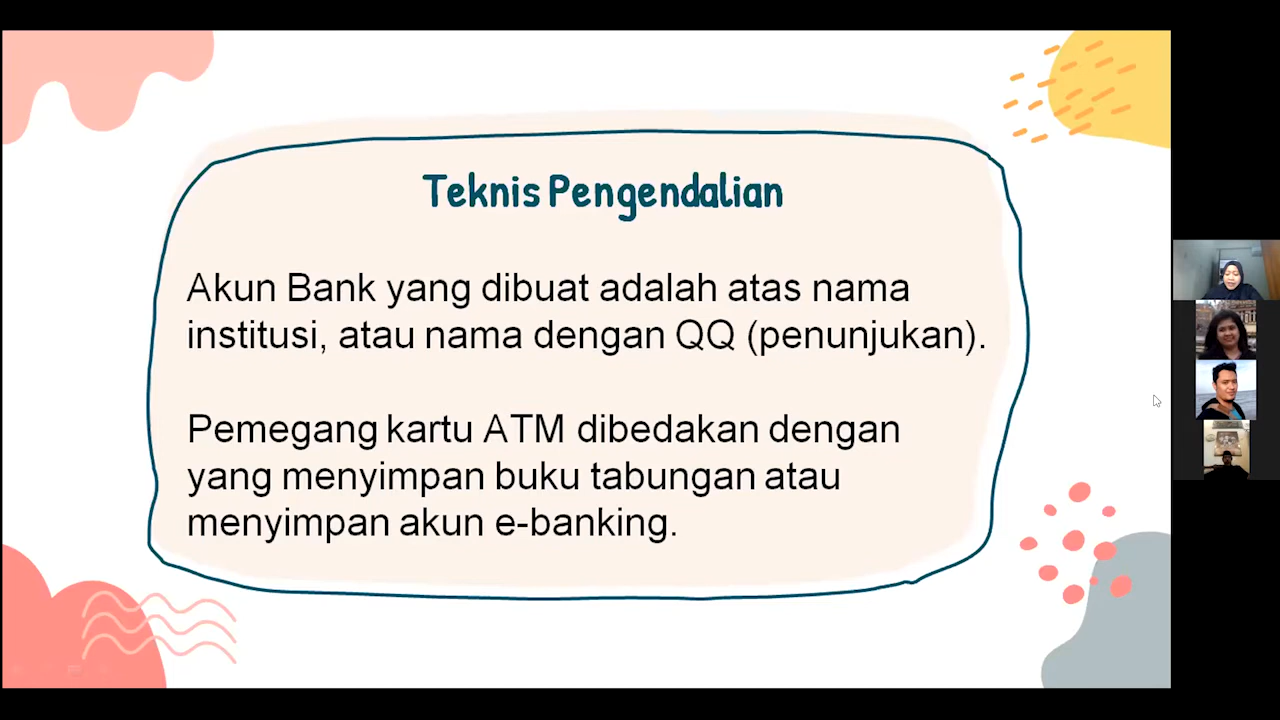 Teknis Pengendalian
Akun Bank yang dibuat adalah atas nama
institusi, atau nama dengan QQ (penunjukan).
Pemegang kartu ATM dibedakan dengan
yang menyimpan buku tabungan atau
menyimpan akun e-banking.